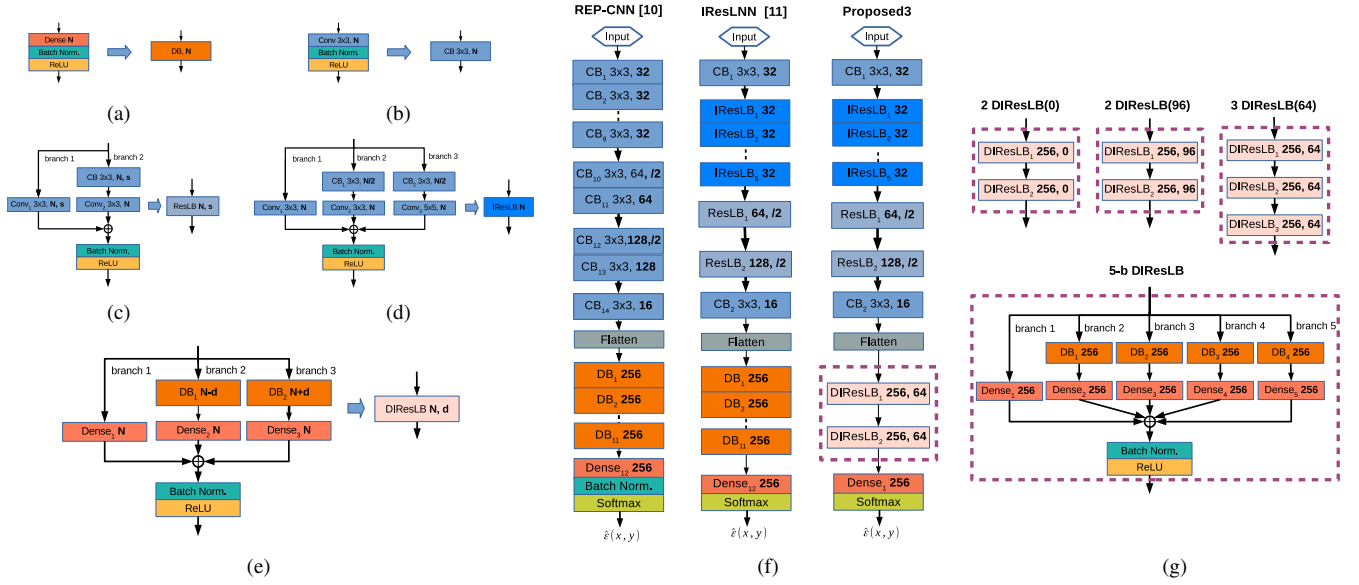 Dense N
Batch Norm.
ReLU
DB, N
(a)
Conv 3x3, N
Batch Norm.
ReLU
CB 3x3, N
(b)
branch 1
branch 2
CB 3x3, N, s
Conv₁ 3x3, N, s
Conv₂ 3x3, N
ResLB N, s
Batch Norm.
ReLU
(c)
branch 1
branch 2
branch 3
CB₁ 3x3, N/2
CB₂ 3x3, N/2
Conv₁ 3x3, N
Conv₂ 3x3, N
Conv₃ 5x5, N
IResLB N
Batch Norm.
ReLU
(d)
branch 1
branch 2
branch 3
DB₁ N-d
DB₂ N+d
Dense₁ N
Dense₂ N
Dense₃ N
DIResLB N, d
Batch Norm.
ReLU
(e)
REP-CNN [10]
Input
CB₁ 3x3, 32
CB₂ 3x3, 32
CB₉ 3x3, 32
CB₁₀ 3x3, 64, /2
CB₁₁ 3x3, 64
CB₁₂ 3x3,128,/2
CB₁₃ 3x3, 128
CB₁₄ 3x3, 16
Flatten
DB₁ 256
DB₂ 256
DB₁₁ 256
Dense₁₂ 256
Batch Norm.
Softmax
ε̂(x, y)
IResLNN [11]
Input
CB₁ 3x3, 32
IResLB₁ 32
IResLB₂ 32
IResLB₅ 32
ResLB₁ 64, /2
ResLB₂ 128, /2
CB₂ 3x3, 16
Flatten
DB₁ 256
DB₂ 256
DB₁₁ 256
Dense₁₂ 256
Softmax
ε̂(x, y)
Proposed3
Input
CB₁ 3x3, 32
IResLB₁ 32
IResLB₂ 32
IResLB₅ 32
ResLB₁ 64, /2
ResLB₂ 128, /2
CB₂ 3x3, 16
Flatten
DIResLB₁ 256, 64
DIResLB₂ 256, 64
Dense₁ 256
Softmax
ε̂(x, y)
(f)
2 DIResLB(0)
DIResLB₁ 256, 0
DIResLB₂ 256, 0
2 DIResLB(96)
DIResLB₁ 256, 96
DIResLB₂ 256, 96
3 DIResLB(64)
DIResLB₁ 256, 64
DIResLB₂ 256, 64
DIResLB₃ 256, 64
5-b DIResLB
branch 1
branch 2
branch 3
branch 4
branch 5
DB₁ 256
DB₂ 256
DB₃ 256
DB₄ 256
Dense₁ 256
Dense₂ 256
Dense₃ 256
Dense₄ 256
Dense₅ 256
Batch Norm.
ReLU
(g)